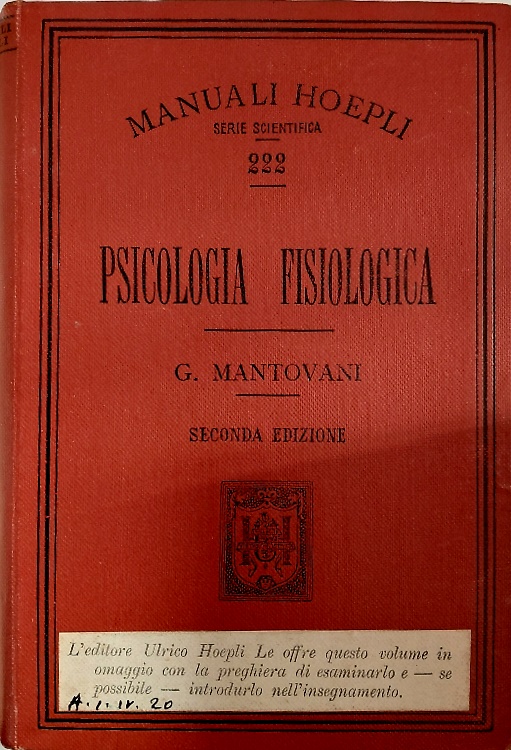 MANUALI HOEPLI
SERIE SCIENTIFICA
222
PSICOLOGIA FISIOLOGICA
G. MANTOVANI
SECONDA EDIZIONE
L'editore Ulrico Hoepli Le offre questo volume in
omaggio con la preghiera di esaminarlo e — se
possibile — introdurlo nell'insegnamento.
A. 1. IV. 20